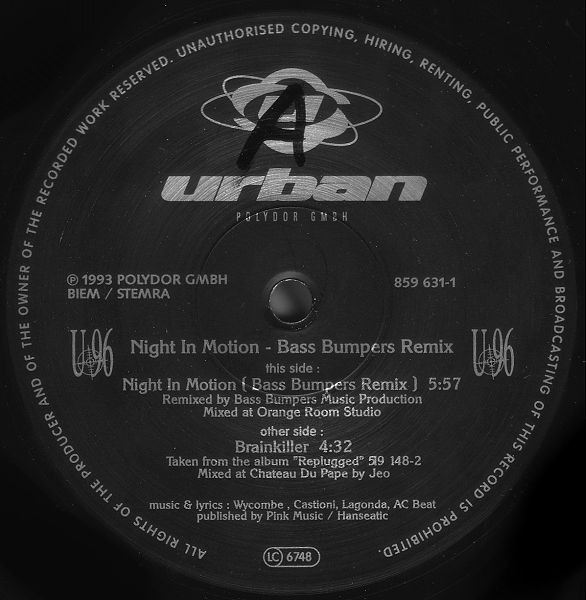 ALL RIGHTS OF THE PRODUCER AND OF THE OWNER OF THE RECORDED WORK RESERVED. UNAUTHORISED COPYING, HIRING, RENTING, PUBLIC PERFORMANCE AND BROADCASTING OF THIS RECORD IS PROHIBITED.
A
urban
POLYDOR GMBH
℗ 1993 POLYDOR GMBH
BIEM / STEMRA
859 631-1
U96
U96
Night In Motion - Bass Bumpers Remix
this side :
Night In Motion ( Bass Bumpers Remix ) 5:57
Remixed by Bass Bumpers Music Production
Mixed at Orange Room Studio
other side :
Brainkiller 4:32
Taken from the album "Replugged" 519 148-2
Mixed at Chateau Du Pape by Jeo
music & lyrics : Wycombe , Castioni, Lagonda, AC Beat
published by Pink Music / Hanseatic
LC 6748